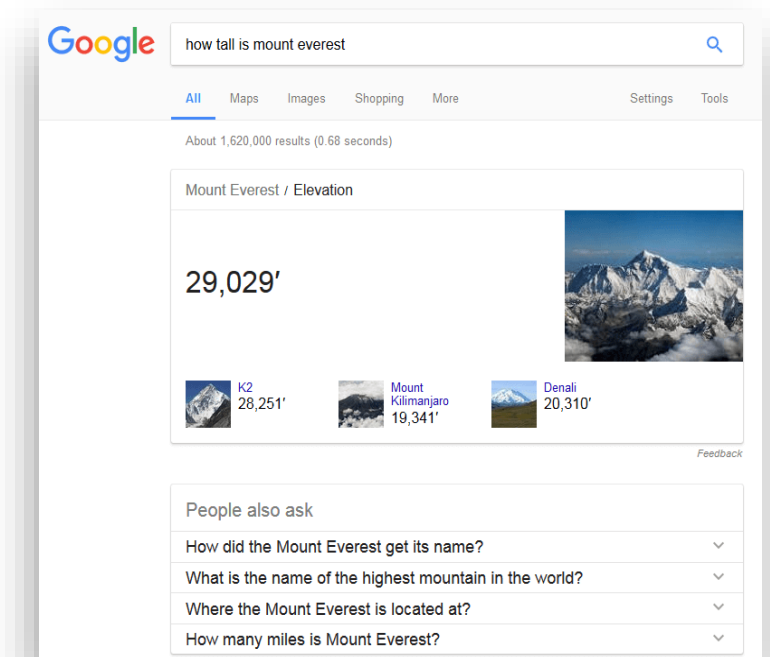 Google
how tall is mount everest
All Maps Images Shopping More Settings Tools
About 1,620,000 results (0.68 seconds)
Mount Everest / Elevation
29,029′
K2
28,251′
Mount
Kilimanjaro
19,341′
Denali
20,310′
Feedback
People also ask
How did the Mount Everest get its name?
What is the name of the highest mountain in the world?
Where the Mount Everest is located at?
How many miles is Mount Everest?